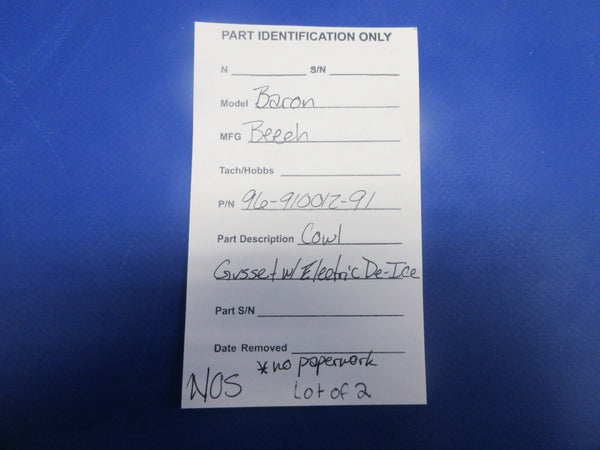 PART IDENTIFICATION ONLY
N S/N
Model Baron
MFG Beech
Tach/Hobbs
P/N 96-910012-91
Part Description Cowl
Gusset w/ Electric De-Ice
Part S/N
Date Removed
*no paperwork
NOS Lot of 2